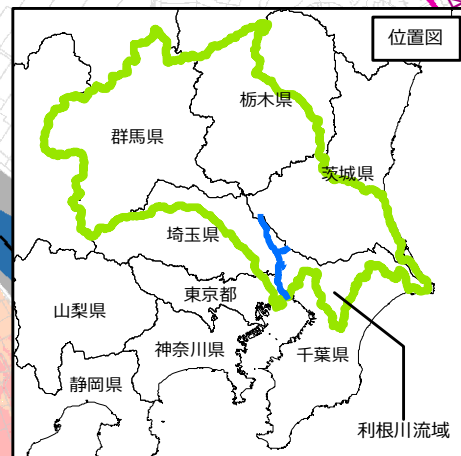 位置図
栃木県
群馬県
茨城県
埼玉県
東京都
山梨県
神奈川県
千葉県
静岡県
利根川流域